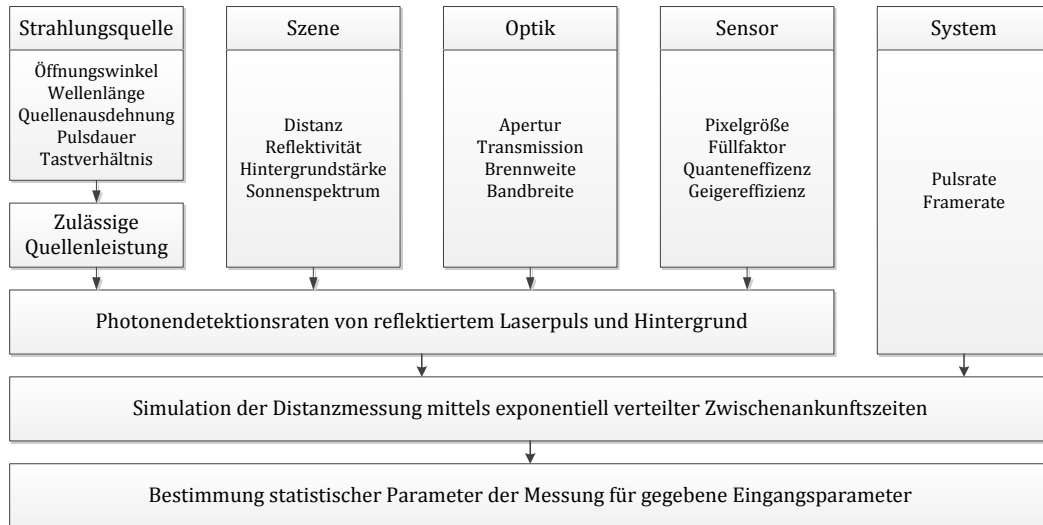 Strahlungsquelle
Öffnungswinkel
Wellenlänge
Quellenausdehnung
Pulsdauer
Tastverhältnis
Zulässige
Quellenleistung
Szene
Distanz
Reflektivität
Hintergrundstärke
Sonnenspektrum
Optik
Apertur
Transmission
Brennweite
Bandbreite
Sensor
Pixelgröße
Füllfaktor
Quanteneffizenz
Geigereffizienz
System
Pulsrate
Framerate
Photonendetektionsraten von reflektiertem Laserpuls und Hintergrund
Simulation der Distanzmessung mittels exponentiell verteilter Zwischenankunftszeiten
Bestimmung statistischer Parameter der Messung für gegebene Eingangsparameter